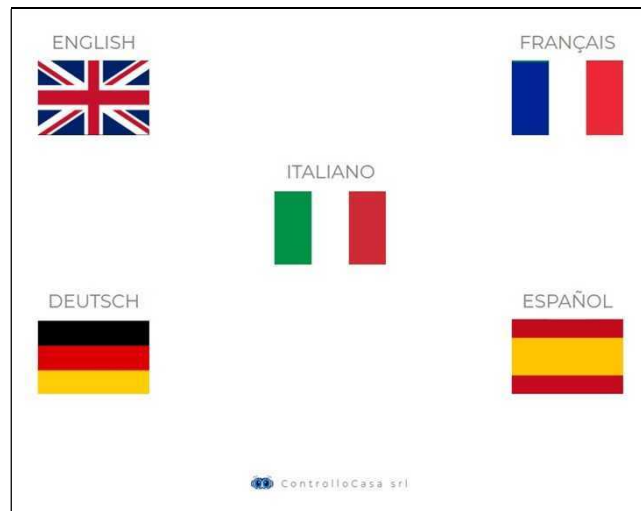 ENGLISH
FRANÇAIS
ITALIANO
DEUTSCH
ESPAÑOL
ControlloCasa srl